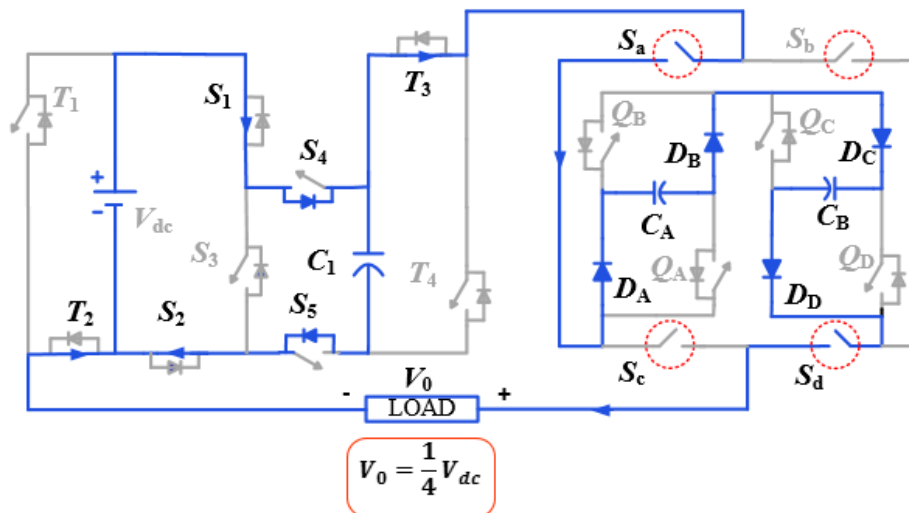 Sa
Sb
T1
S1
T3
QB
QC
S4
DB
DC
+
-
Vdc
CA
CB
S3
C1
T4
QA
QD
DA
DD
T2
S2
S5
Sc
Sd
V0
- LOAD +
V0 = 1/4 Vdc